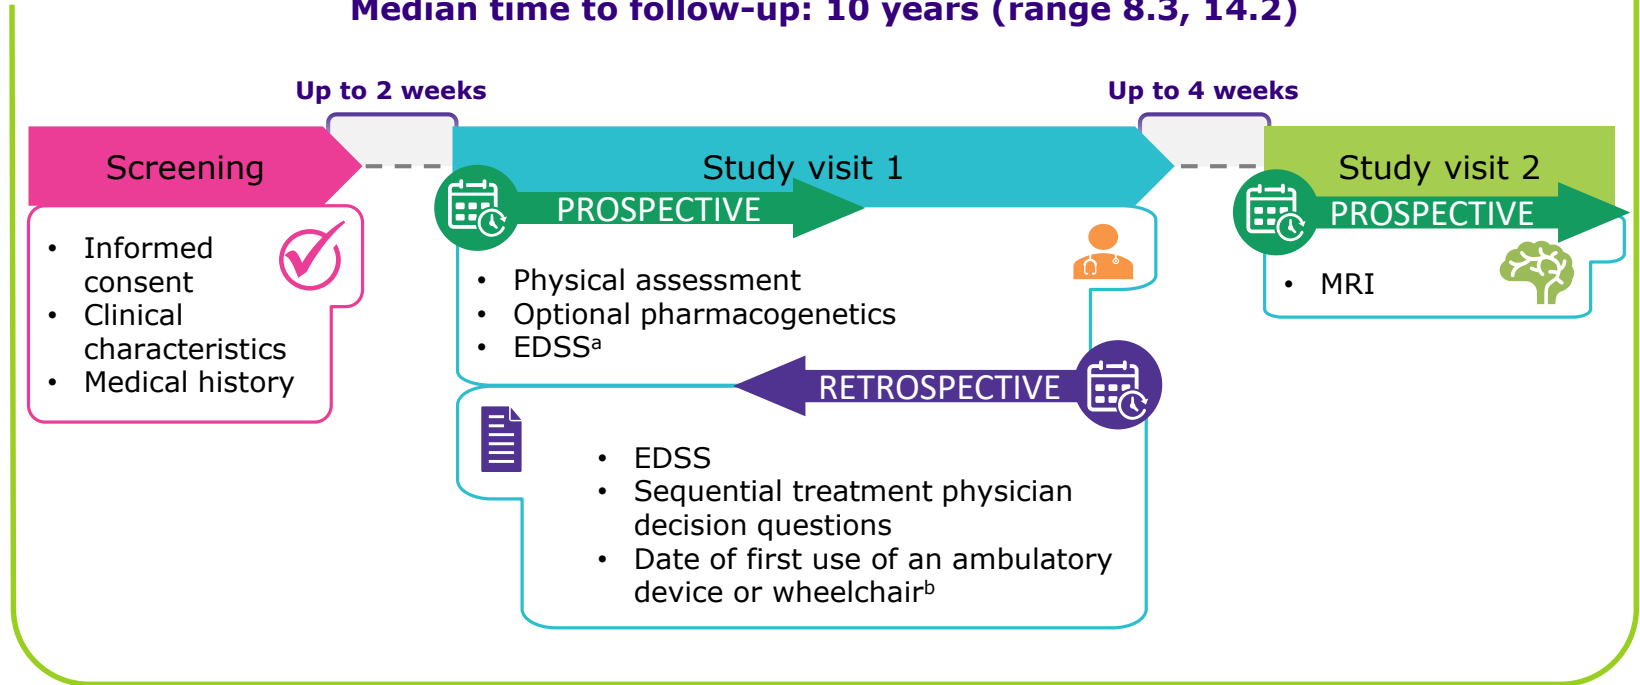 Median time to follow-up: 10 years (range 8.3, 14.2)
Up to 2 weeks
Up to 4 weeks
Screening
Study visit 1
Study visit 2
• Informed
consent
• Clinical
characteristics
• Medical history
PROSPECTIVE
• Physical assessment
• Optional pharmacogenetics
• EDSSᵃ
RETROSPECTIVE
• EDSS
• Sequential treatment physician
decision questions
• Date of first use of an ambulatory
device or wheelchairᵇ
PROSPECTIVE
• MRI